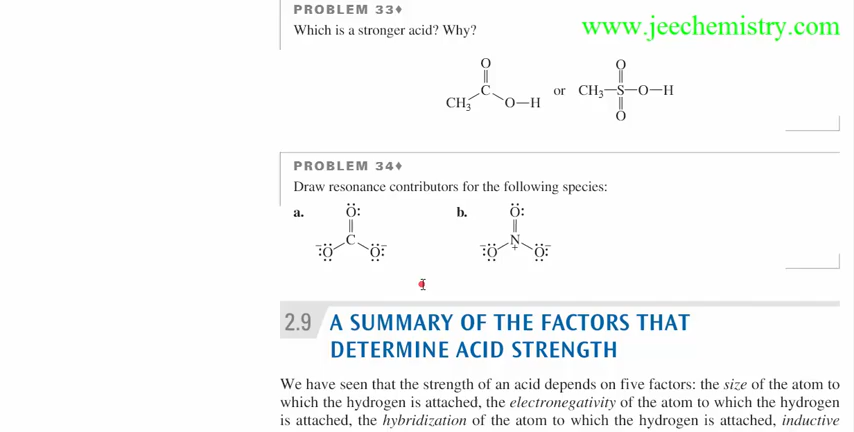 PROBLEM 33♦
Which is a stronger acid? Why?
www.jeechemistry.com
O
C
CH₃
O—H
or
O
CH₃—S—O—H
O
PROBLEM 34♦
Draw resonance contributors for the following species:
a.
O
C
⁻O
O⁻
b.
O
N
+
⁻O
O⁻
2.9 A SUMMARY OF THE FACTORS THAT
DETERMINE ACID STRENGTH
We have seen that the strength of an acid depends on five factors: the size of the atom to
which the hydrogen is attached, the electronegativity of the atom to which the hydrogen
is attached, the hybridization of the atom to which the hydrogen is attached, inductive